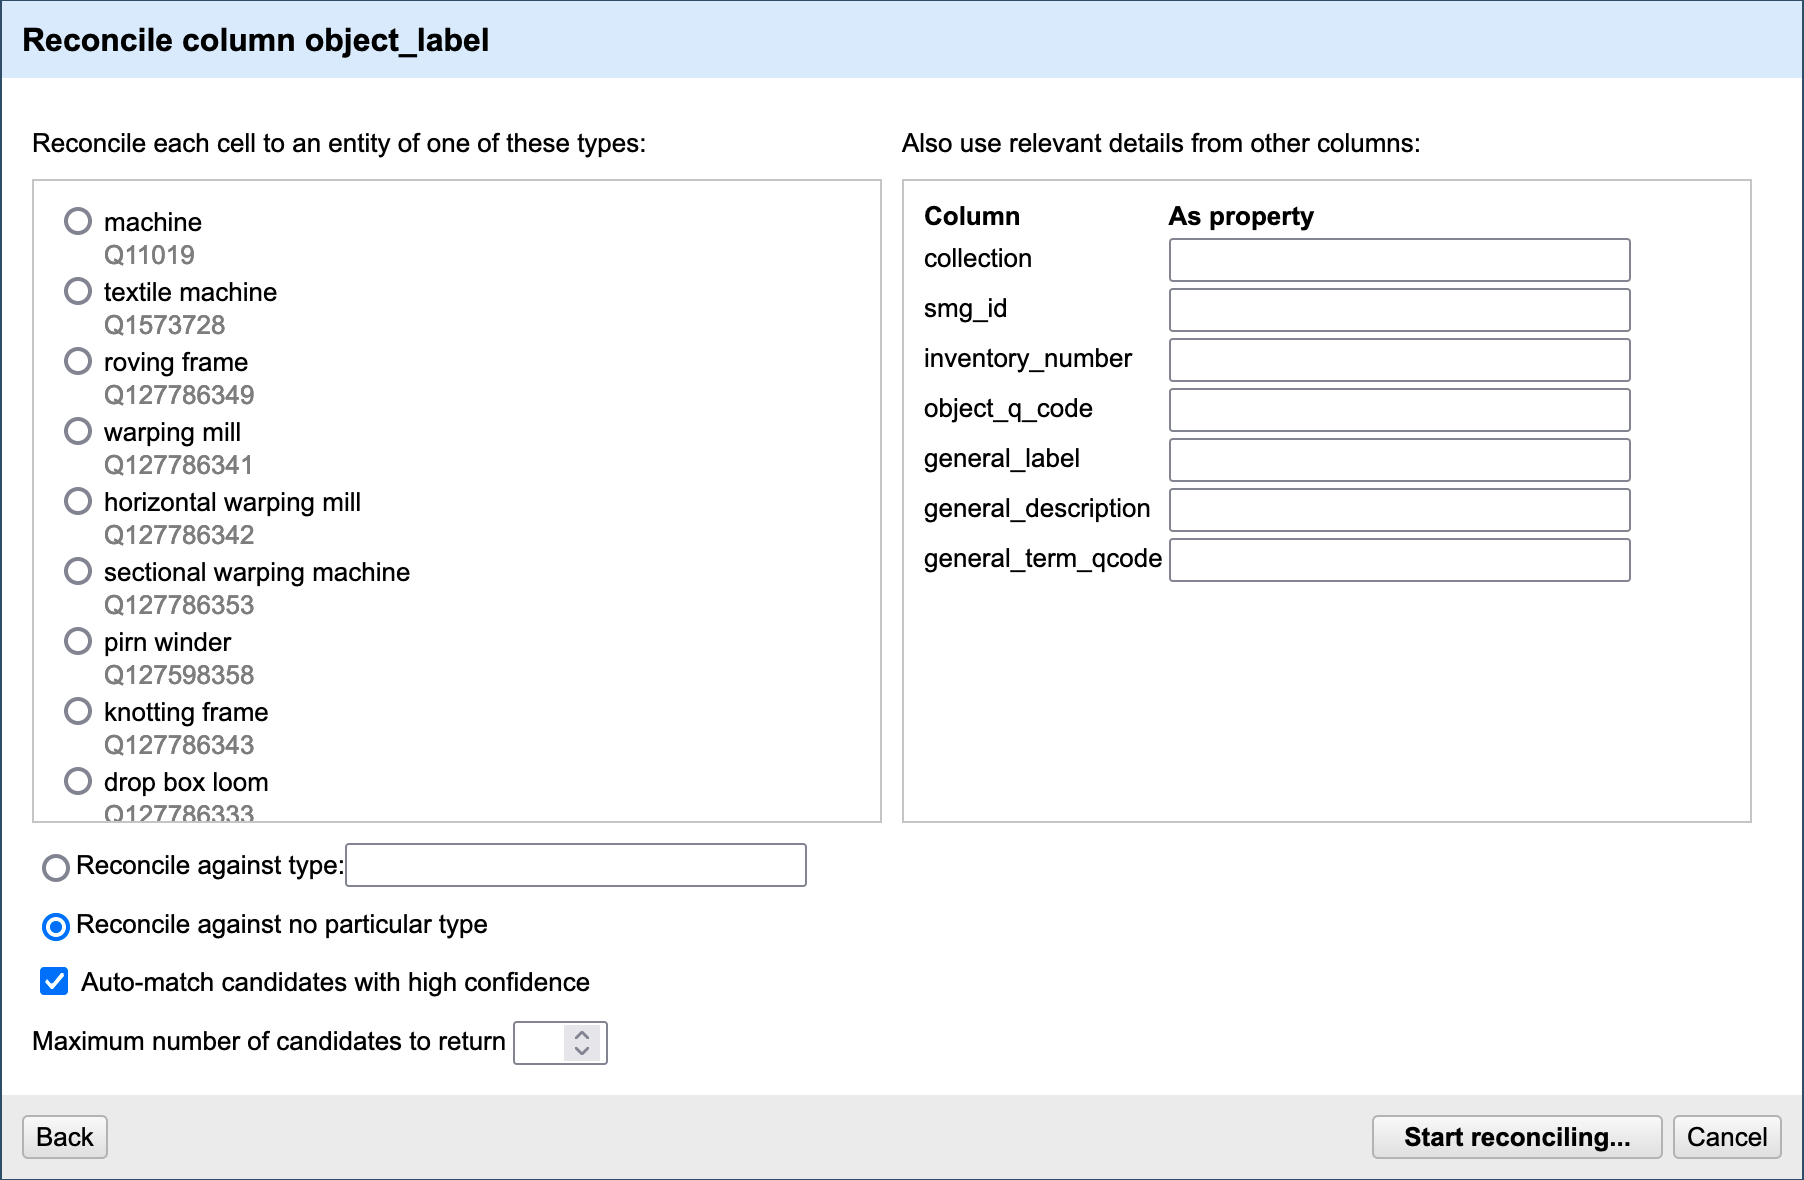 Reconcile column object_label
Reconcile each cell to an entity of one of these types:
machine
Q11019
textile machine
Q1573728
roving frame
Q127786349
warping mill
Q127786341
horizontal warping mill
Q127786342
sectional warping machine
Q127786353
pirn winder
Q127598358
knotting frame
Q127786343
drop box loom
Q127786333
Reconcile against type:
Reconcile against no particular type
Auto-match candidates with high confidence
Maximum number of candidates to return
Also use relevant details from other columns:
Column As property
collection
smg_id
inventory_number
object_q_code
general_label
general_description
general_term_qcode
Back Start reconciling... Cancel